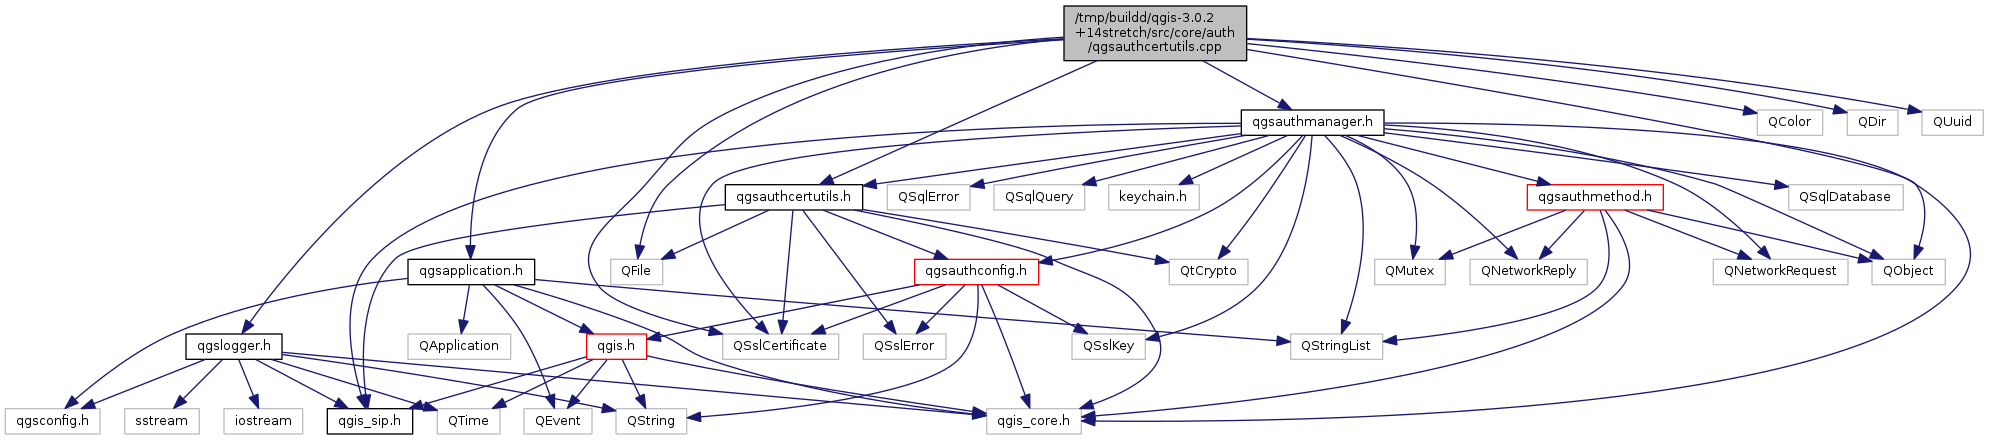 /tmp/buildd/qgis-3.0.2
+14stretch/src/core/auth
/qgsauthcertutils.cpp
qgsauthmanager.h
QColor
QDir
QUuid
qgsauthcertutils.h
QSqlError
QSqlQuery
keychain.h
qgsauthmethod.h
QSqlDatabase
qgsapplication.h
QFile
qgsauthconfig.h
QtCrypto
QMutex
QNetworkReply
QNetworkRequest
QObject
qgslogger.h
QApplication
qgis.h
QSslCertificate
QSslError
QSslKey
QStringList
qgsconfig.h
sstream
iostream
qgis_sip.h
QTime
QEvent
QString
qgis_core.h